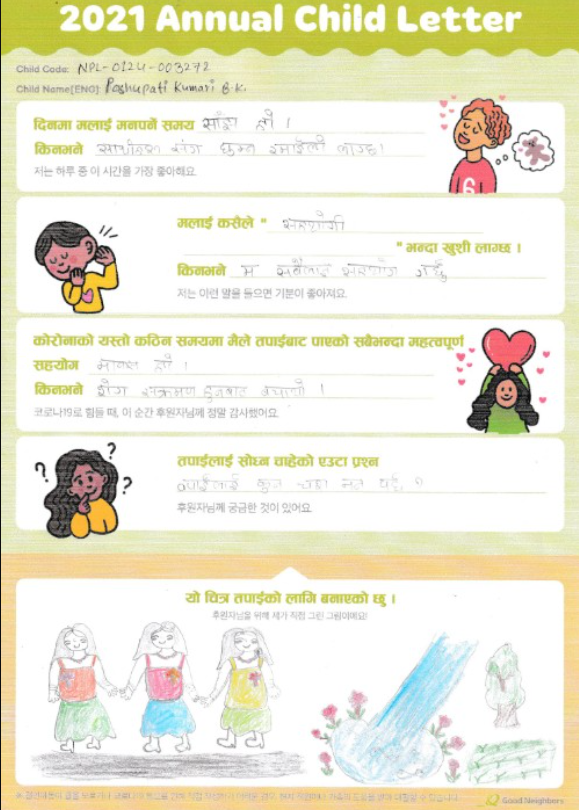 2021 Annual Child Letter
Child Code: NPL-0124-003272
Child Name(ENG): Pashupati Kumari B.K.
दिनमा मलाई मनपर्ने समय साँझ हो ।
किनभने साथीहरू संग खेल्न रमाईलो लाग्छ।
저는 하루 중 이 시간을 가장 좋아해요.
मलाई कसैले " सहयोगी
" भन्दा खुशी लाग्छ ।
किनभने म सबैलाई सहयोग गर्छु
저는 이런 말을 들으면 기분이 좋아져요.
कोरोनाको यस्तो कठिन समयमा मैले तपाईबाट पाएको सबैभन्दा महत्वपूर्ण
सहयोग मास्क हो ।
किनभने रोग संक्रमण हुनबाट बचायो ।
코로나19로 힘들 때, 이 순간 후원자님께 정말 감사했어요.
तपाईलाई सोध्न चाहेको एउटा प्रश्न
तपाईलाई कुन चाड मन पर्छ ?
후원자님께 궁금한 것이 있어요.
यो चित्र तपाईको लागि बनाएको छु ।
후원자님을 위해 제가 직접 그린 그림이에요!
Good Neighbors